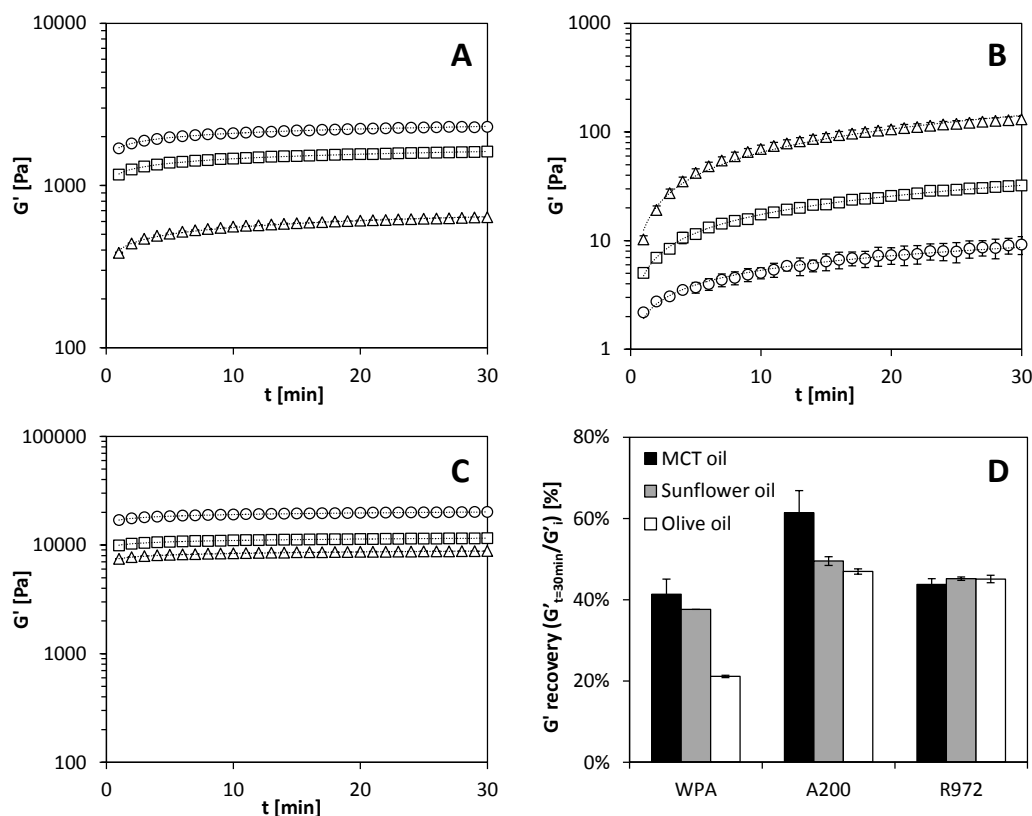 A
10000
1000
100
G' [Pa]
0 10 20 30
t [min]
B
1000
100
10
1
G' [Pa]
0 10 20 30
t [min]
C
100000
10000
1000
100
G' [Pa]
0 10 20 30
t [min]
D
80%
60%
40%
20%
0%
G' recovery (G't=30min/G'i) [%]
MCT oil
Sunflower oil
Olive oil
WPA A200 R972